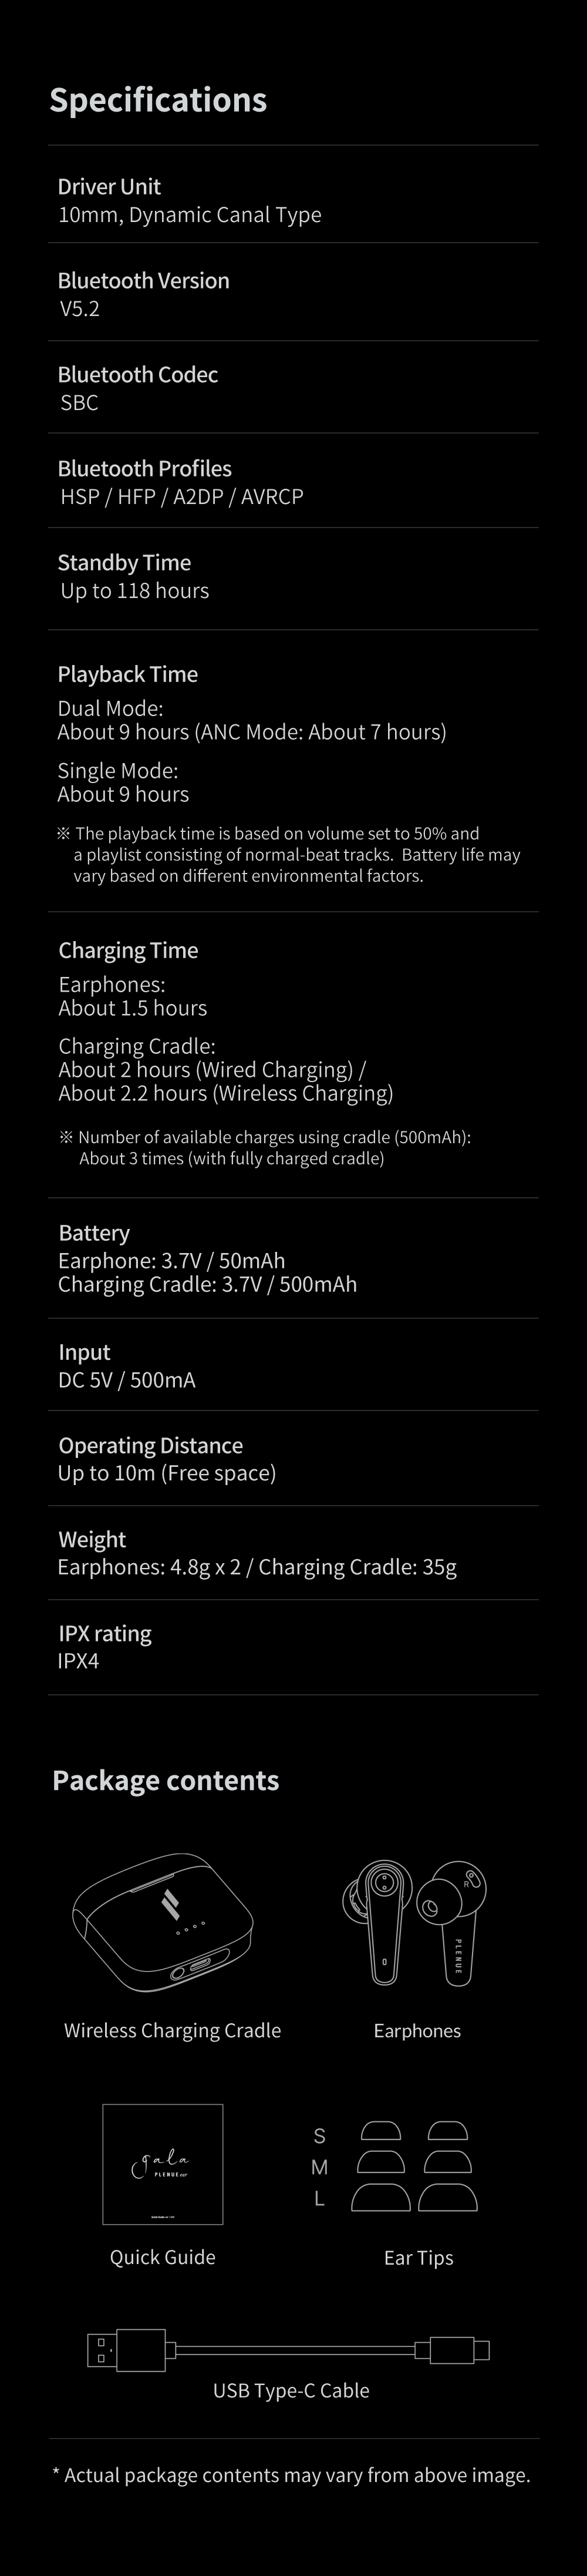 Specifications
Driver Unit
10mm, Dynamic Canal Type
Bluetooth Version
V5.2
Bluetooth Codec
SBC
Bluetooth Profiles
HSP / HFP / A2DP / AVRCP
Standby Time
Up to 118 hours
Playback Time
Dual Mode:
About 9 hours (ANC Mode: About 7 hours)
Single Mode:
About 9 hours
※ The playback time is based on volume set to 50% and
a playlist consisting of normal-beat tracks. Battery life may
vary based on different environmental factors.
Charging Time
Earphones:
About 1.5 hours
Charging Cradle:
About 2 hours (Wired Charging) /
About 2.2 hours (Wireless Charging)
※ Number of available charges using cradle (500mAh):
About 3 times (with fully charged cradle)
Battery
Earphone: 3.7V / 50mAh
Charging Cradle: 3.7V / 500mAh
Input
DC 5V / 500mA
Operating Distance
Up to 10m (Free space)
Weight
Earphones: 4.8g x 2 / Charging Cradle: 35g
IPX rating
IPX4
Package contents
R
PLENUE
Wireless Charging Cradle
Earphones
gala
PLENUE
S
M
L
Quick Guide
Ear Tips
USB Type-C Cable
* Actual package contents may vary from above image.